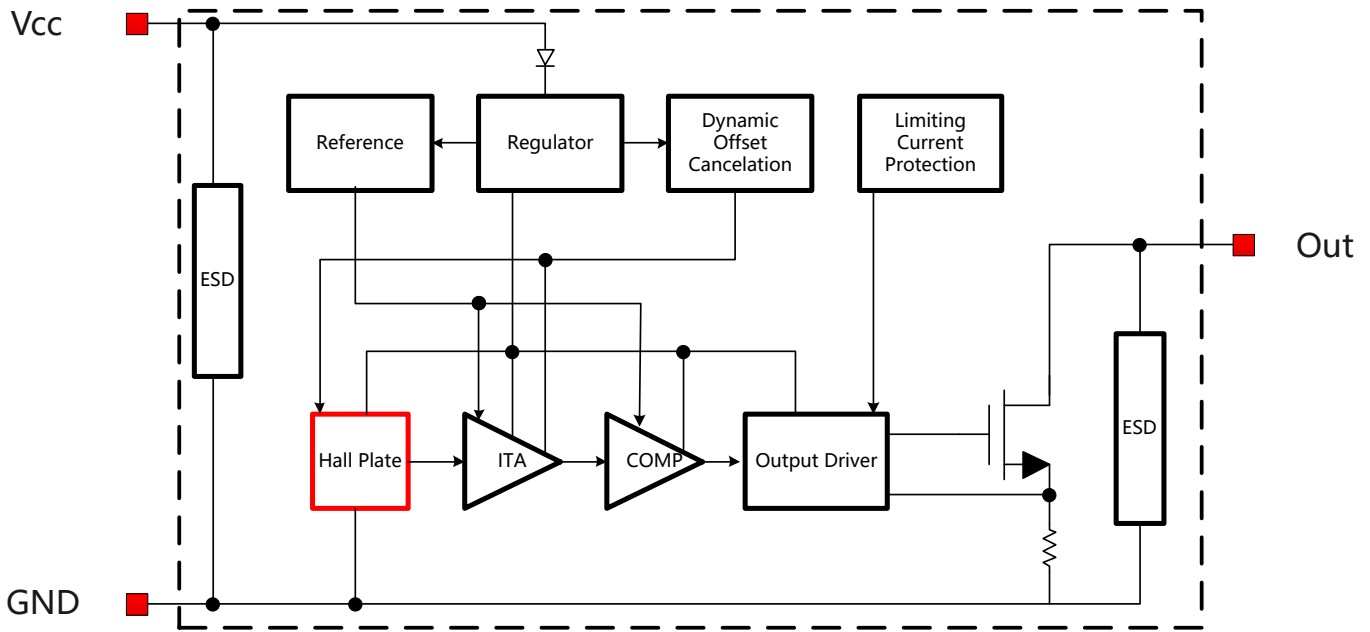 Vcc
Reference
Regulator
Dynamic
Offset
Cancelation
Limiting
Current
Protection
ESD
Out
Hall Plate
ITA
COMP
Output Driver
ESD
GND